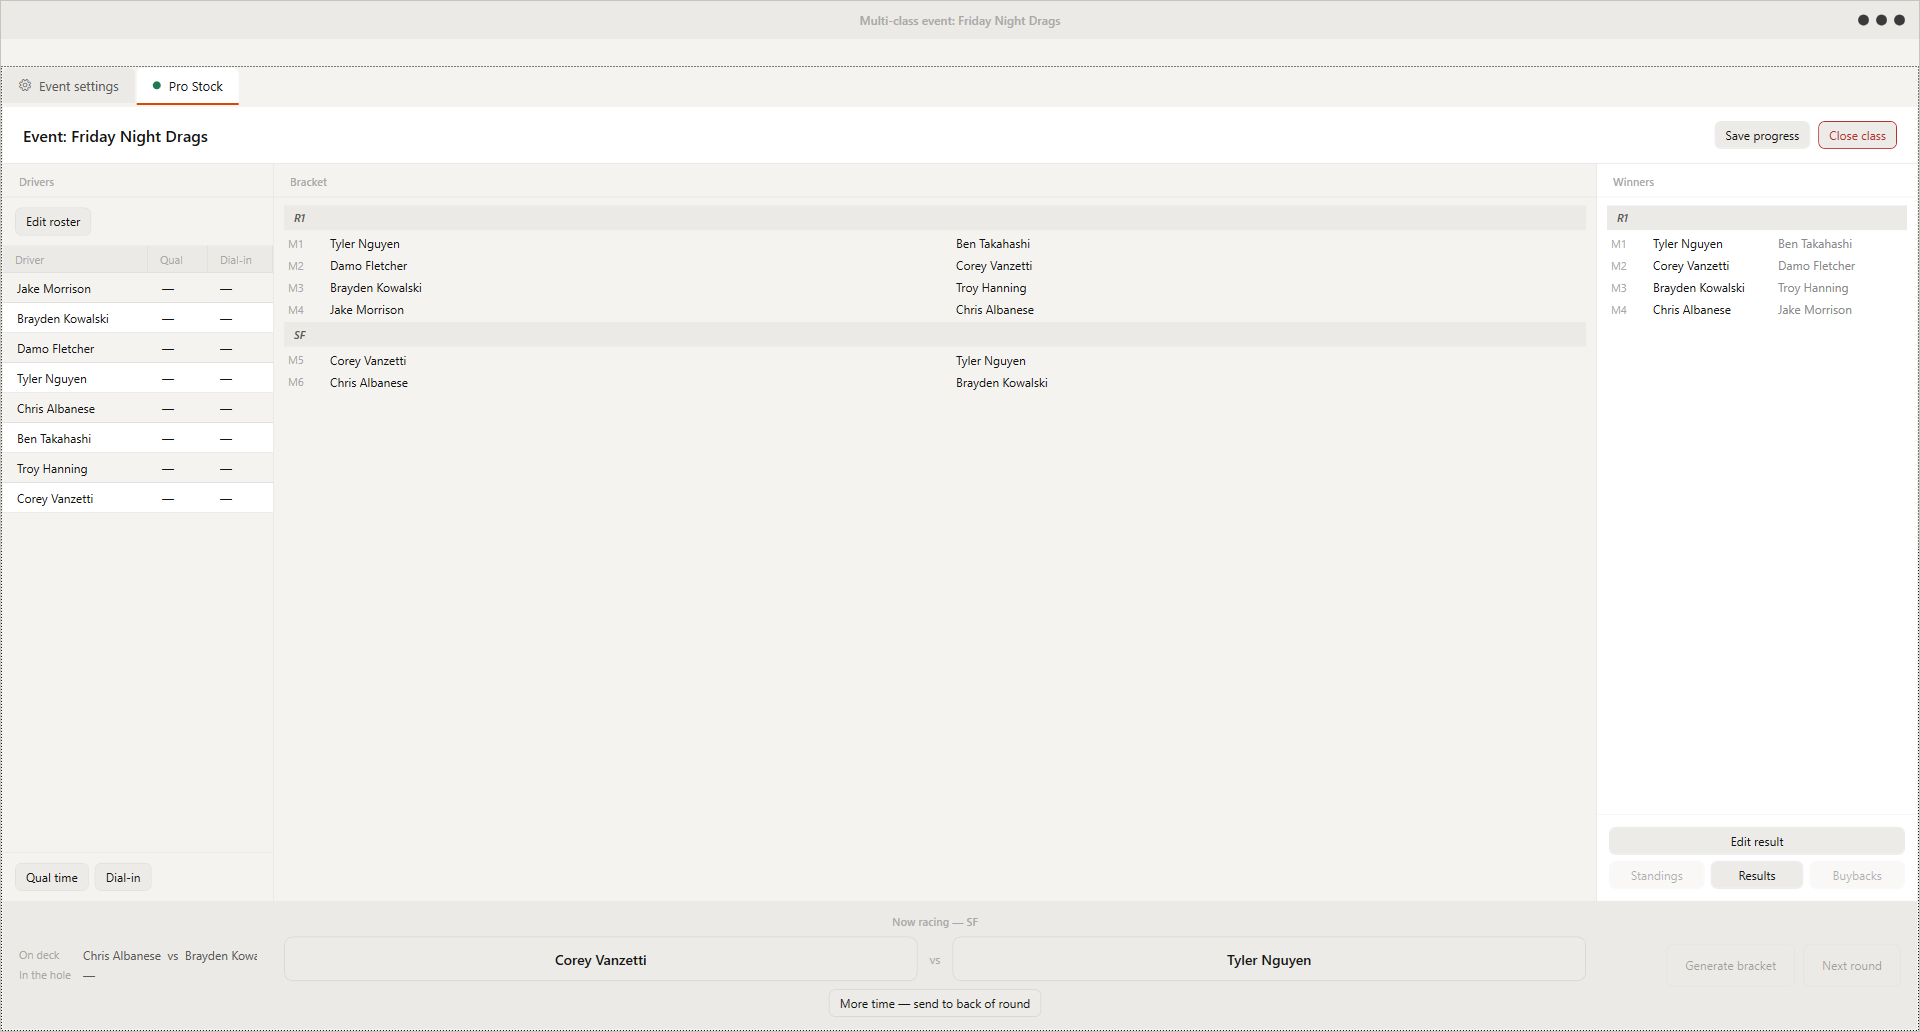 Multi-class event: Friday Night Drags
Event settings
Pro Stock
Event: Friday Night Drags
Save progress
Close class
Drivers
Edit roster
Driver Qual Dial-in
Jake Morrison — —
Brayden Kowalski — —
Damo Fletcher — —
Tyler Nguyen — —
Chris Albanese — —
Ben Takahashi — —
Troy Hanning — —
Corey Vanzetti — —
Qual time Dial-in
Bracket
R1
M1 Tyler Nguyen Ben Takahashi
M2 Damo Fletcher Corey Vanzetti
M3 Brayden Kowalski Troy Hanning
M4 Jake Morrison Chris Albanese
SF
M5 Corey Vanzetti Tyler Nguyen
M6 Chris Albanese Brayden Kowalski
Winners
R1
M1 Tyler Nguyen Ben Takahashi
M2 Corey Vanzetti Damo Fletcher
M3 Brayden Kowalski Troy Hanning
M4 Chris Albanese Jake Morrison
Edit result
Standings Results Buybacks
On deck Chris Albanese vs Brayden Kowa
In the hole —
Now racing — SF
Corey Vanzetti vs Tyler Nguyen
More time — send to back of round
Generate bracket Next round